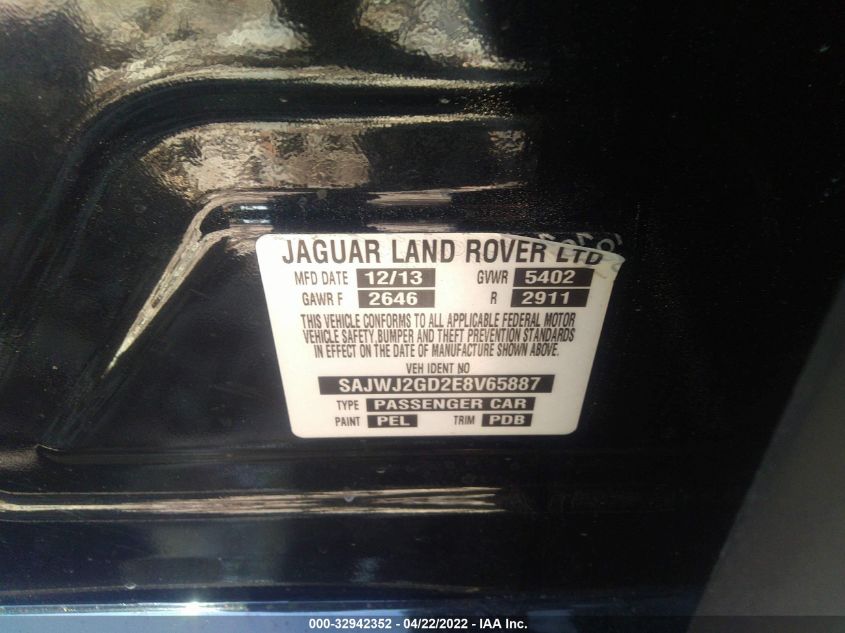 JAGUAR LAND ROVER LTD
MFD DATE 12/13 GVWR 5402
GAWR F 2646 R 2911
THIS VEHICLE CONFORMS TO ALL APPLICABLE FEDERAL MOTOR
VEHICLE SAFETY, BUMPER AND THEFT PREVENTION STANDARDS
IN EFFECT ON THE DATE OF MANUFACTURE SHOWN ABOVE.
VEH IDENT NO
SAJWJ2GD2E8V65887
TYPE PASSENGER CAR
PAINT PEL TRIM PDB
000-32942352 - 04/22/2022 - IAA Inc.